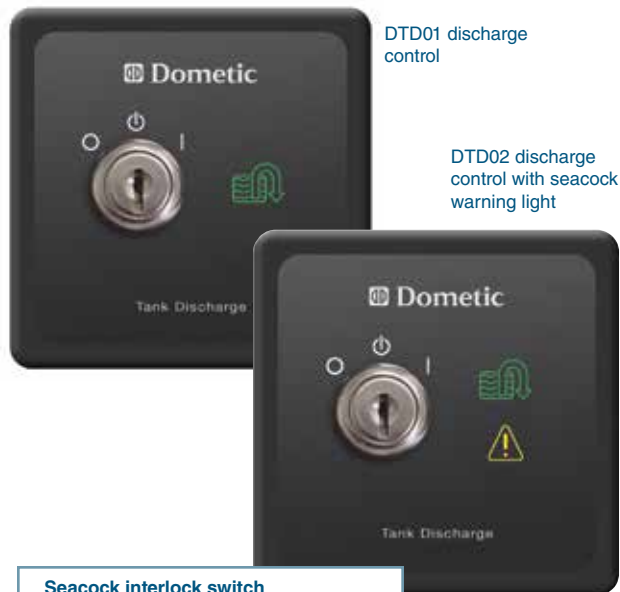 DTD01 discharge
control
Dometic
Tank Discharge
DTD02 discharge
control with seacock
warning light
Dometic
Tank Discharge
Seacock interlock switch